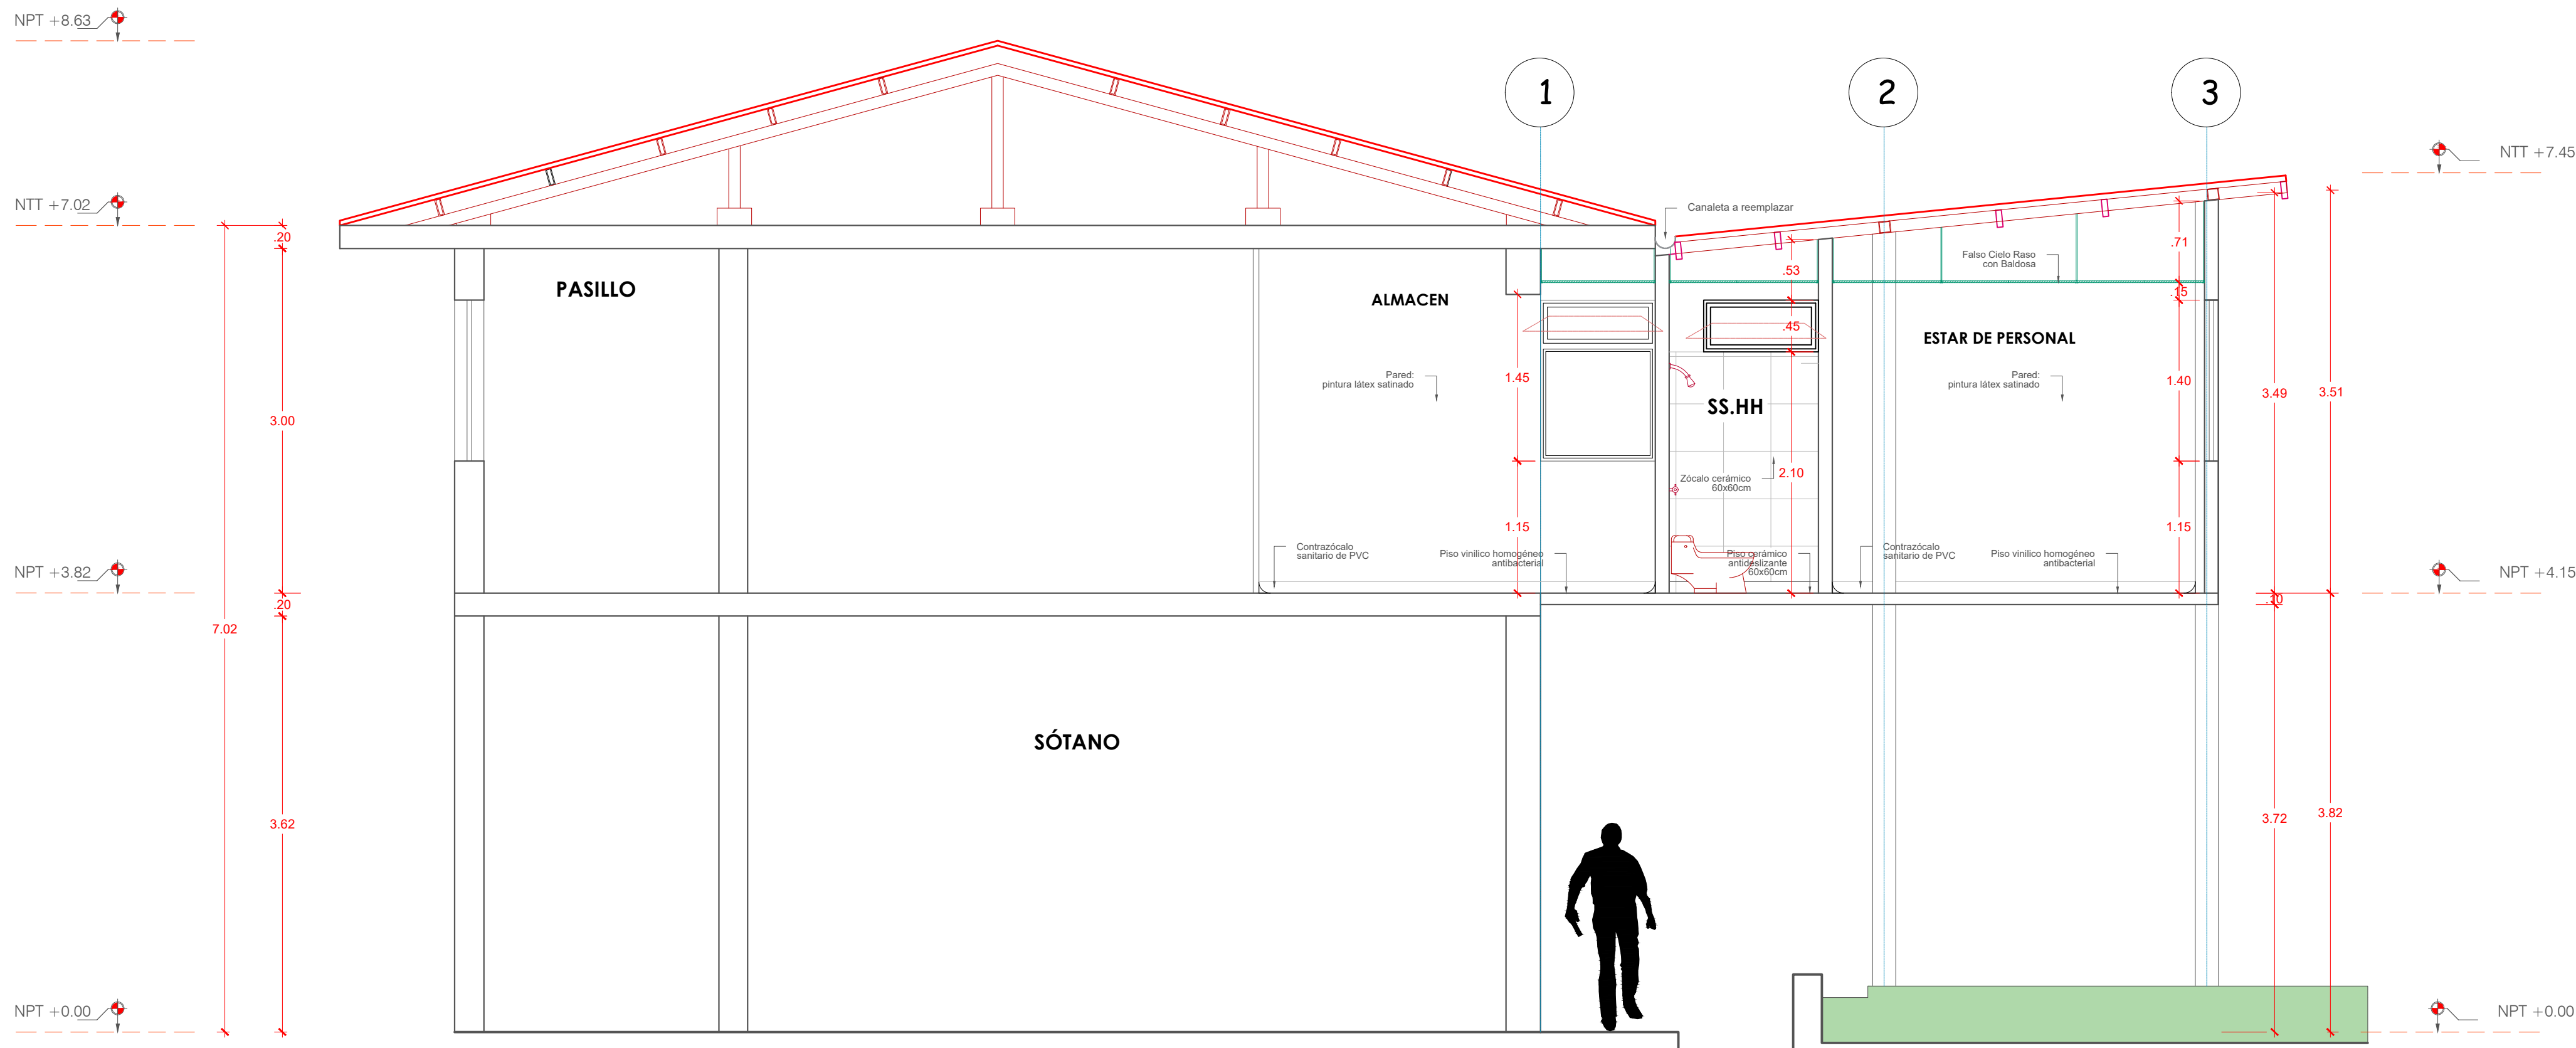 NPT +8.63
1
2
3
NTT +7.45
NTT +7.02
Canaleta a reemplazar
.20
.71
.53
Falso Cielo Raso
con Baldosa
PASILLO
ALMACEN
.15
.45
ESTAR DE PERSONAL
Pared:
pintura látex satinado
1.45
Pared:
pintura látex satinado
1.40
3.49
3.51
SS.HH
3.00
Zócalo cerámico
60x60cm
2.10
1.15
1.15
Contrazócalo
sanitario de PVC
Piso vinilico homogéneo
antibacterial
Piso cerámico
antideslizante
60x60cm
Contrazócalo
sanitario de PVC
Piso vinilico homogéneo
antibacterial
NPT +3.82
NPT +4.15
.20
.10
7.02
SÓTANO
3.62
3.72
3.82
NPT +0.00
NPT +0.00